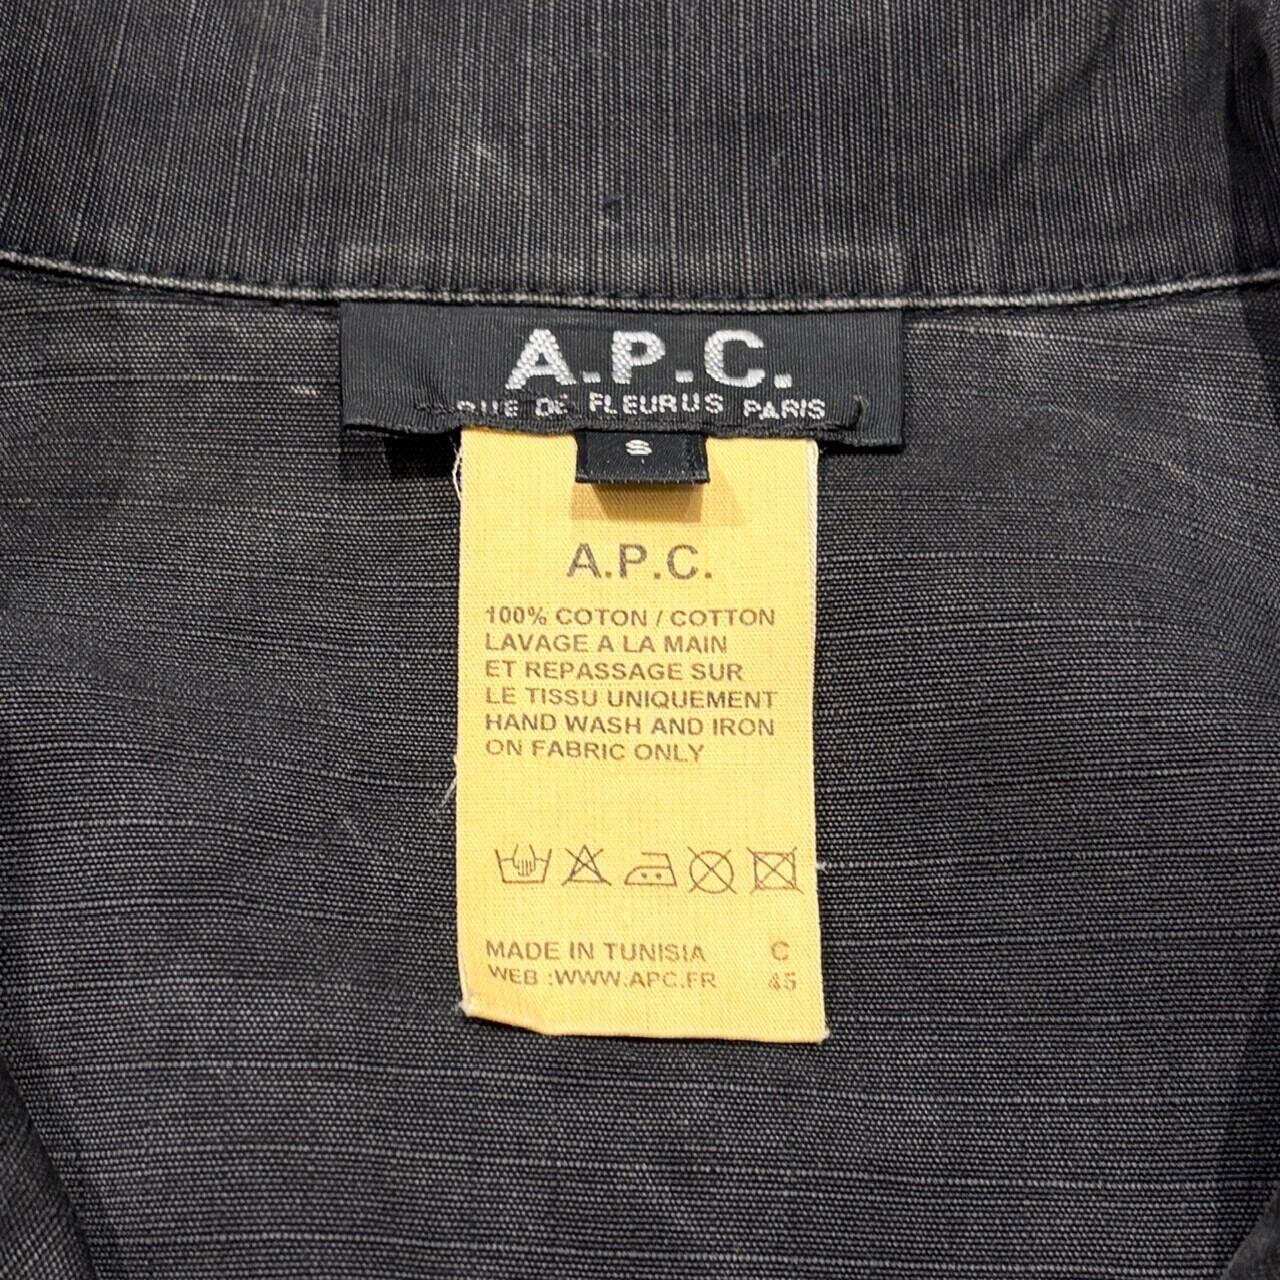 A.P.C.
RUE DE FLEURUS PARIS
S
A.P.C.
100% COTON / COTTON
LAVAGE A LA MAIN
ET REPASSAGE SUR
LE TISSU UNIQUEMENT
HAND WASH AND IRON
ON FABRIC ONLY
MADE IN TUNISIA C
WEB :WWW.APC.FR 45